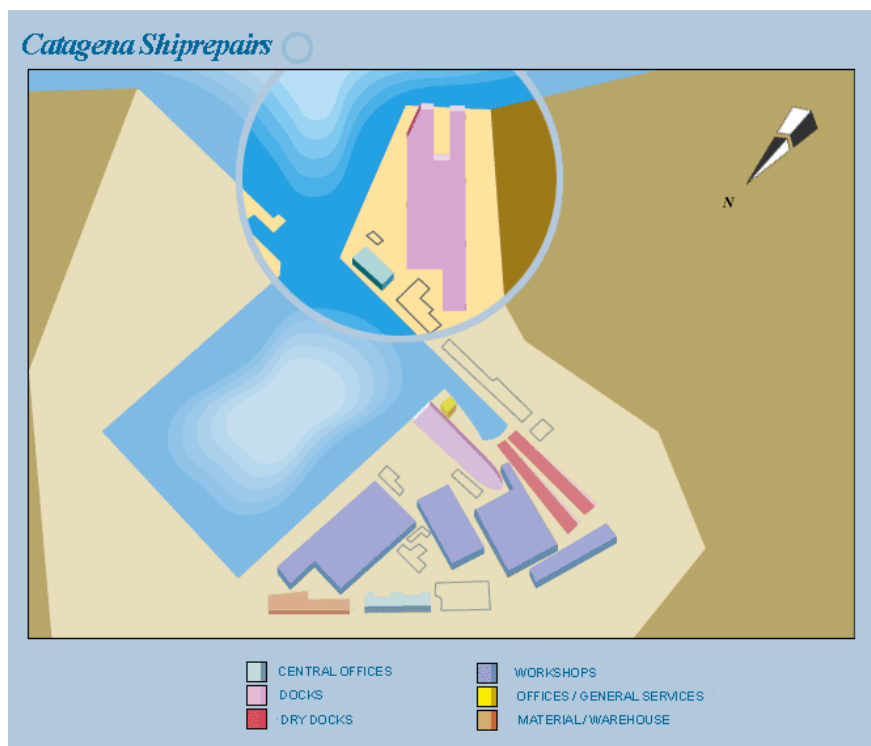 Catagena Shiprepairs
N
CENTRAL OFFICES
DOCKS
DRY DOCKS
WORKSHOPS
OFFICES / GENERAL SERVICES
MATERIAL/WAREHOUSE